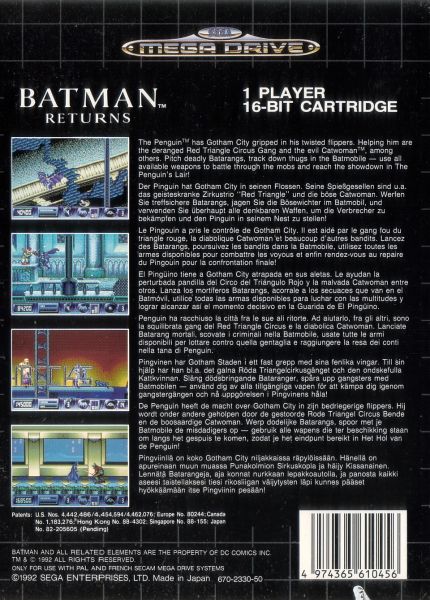 SEGA
MEGA DRIVE
BATMAN™
RETURNS
1 PLAYER
16-BIT CARTRIDGE
The Penguin™ has Gotham City gripped in his twisted flippers. Helping him are
the deranged Red Triangle Circus Gang and the evil Catwoman™, among
others. Pitch deadly Batarangs, track down thugs in the Batmobile — use all
available weapons to battle through the mobs and reach the showdown in The
Penguin's Lair!
Der Pinguin hat Gotham City in seinen Flossen. Seine Spießgesellen sind u.a.
das geisteskranke Zirkustrio "Red Triangle" und die böse Catwoman. Werfen
Sie treffsichere Batarangs, jagen Sie die Bösewichter im Batmobil, und
verwenden Sie überhaupt alle denkbaren Waffen, um die Verbrecher zu
bekämpfen und den Pinguin in seinem Nest zu stellen!
Le Pingouin a pris le contrôle de Gotham City. Il est aidé par le gang fou du
triangle rouge, la diabolique Catwoman et beaucoup d'autres bandits. Lancez
des Batarangs, poursuivez les bandits dans la Batmobile, utilisez toutes les
armes disponibles pour combattre les voyous et enfin rendez-vous au repaire
du Pingouin pour la confrontation finale!
El Pingüino tiene a Gotham City atrapada en sus aletas. Le ayudan la
perturbada pandilla del Circo del Triángulo Rojo y la malvada Catwoman entre
otros. Lanza los mortíferos Batarangs, acorrale a las secuaces que van en el
Batmóvil, utilice todas las armas disponibles para luchar con las multitudes y
lograr alcanzar así el momento decisivo en la Guarida de El Pingüino.
Penguin ha racchiuso la città fra le sue ali ritorte. Ad aiutarlo, fra gli altri, sono
la squilibrata gang del Red Triangle Circus e la diabolica Catwoman. Lanciate
Batarang mortali, scovate i criminali nella Batmobile, usate tutte le armi
disponibili per lottare contro quella gentaglia e raggiungere la resa dei conti
nella tana di Penguin.
Pingvinen har Gotham Staden i ett fast grepp med sina fenlika vingar. Till sin
hjälp har han bl.a. det galna Röda Triangelcirkusgänget och den ondskefulla
Kattkvinnan. Släng dödsbringande Bataranger, spåra upp gangsters med
Batmobilen — använd dig av alla tillgängliga vapen för att kämpa dig igenom
gangstergängen och nå uppgörelsen i Pingvinens håla!
De Penguin heeft de macht over Gotham City in zijn bedriegerige flippers. Hij
wordt onder andere geholpen door de gestoorde Rode Triangel Circus Bende
en de boosaardige Catwoman. Werp dodelijke Batarangs, spoor met je
Batmobile de misdadigers op — gebruik alle wapens die ter beschikking staan
om langs het gespuis te komen, zodat je het eindpunt bereikt in Het Hol van
de Penguin!
Pingviinillä on koko Gotham City niljakkaissa räpylöissään. Hänellä on
apureinaan muun muassa Punakolmion Sirkuskopla ja häijy Kissanainen.
Lennätä Batarangeja, aja konnat nurkkaan lepakkoautolla, ja panosta kaikki
aseesi taistellaksesi tiesi rikosliigan väijytysten läpi kunnes pääset
hyökkäämään itse Pingviinin pesään!
Patents: U.S. Nos. 4,442,486/4,454,594/4,462,076; Europe No. 80244; Canada
No. 1,183,276; Hong Kong No. 88-4302; Singapore No. 88-155; Japan
No. 82-205605 (Pending)
BATMAN AND ALL RELATED ELEMENTS ARE THE PROPERTY OF DC COMICS INC.
TM & © 1992 ALL RIGHTS RESERVED.
ONLY FOR USE WITH PAL AND FRENCH SECAM MEGA DRIVE SYSTEMS
©1992 SEGA ENTERPRISES, LTD. Made in Japan 670-2330-50
4 974365 610456